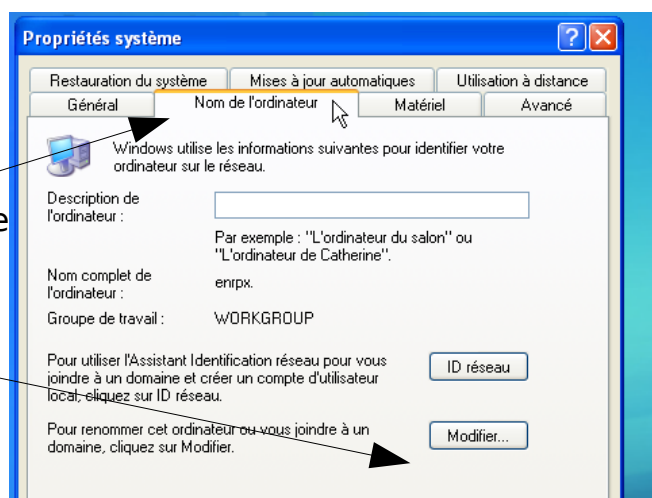 Propriétés système
Restauration du système
Mises à jour automatiques
Utilisation à distance
Général
Nom de l'ordinateur
Matériel
Avancé
Windows utilise les informations suivantes pour identifier votre
ordinateur sur le réseau.
Description de
l'ordinateur :
Par exemple : "L'ordinateur du salon" ou
"L'ordinateur de Catherine".
Nom complet de
l'ordinateur :
enrpx.
Groupe de travail :
WORKGROUP
Pour utiliser l'Assistant Identification réseau pour vous
joindre à un domaine et créer un compte d'utilisateur
local, cliquez sur ID réseau.
ID réseau
Pour renommer cet ordinateur ou vous joindre à un
domaine, cliquez sur Modifier.
Modifier...